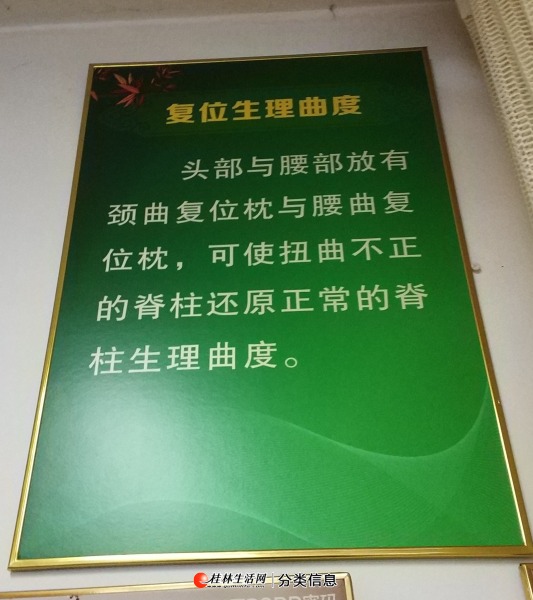 复位生理曲度
头部与腰部放有
颈曲复位枕与腰曲复
位枕，可使扭曲不正
的脊柱还原正常的脊
柱生理曲度。
桂林生活网 分类信息